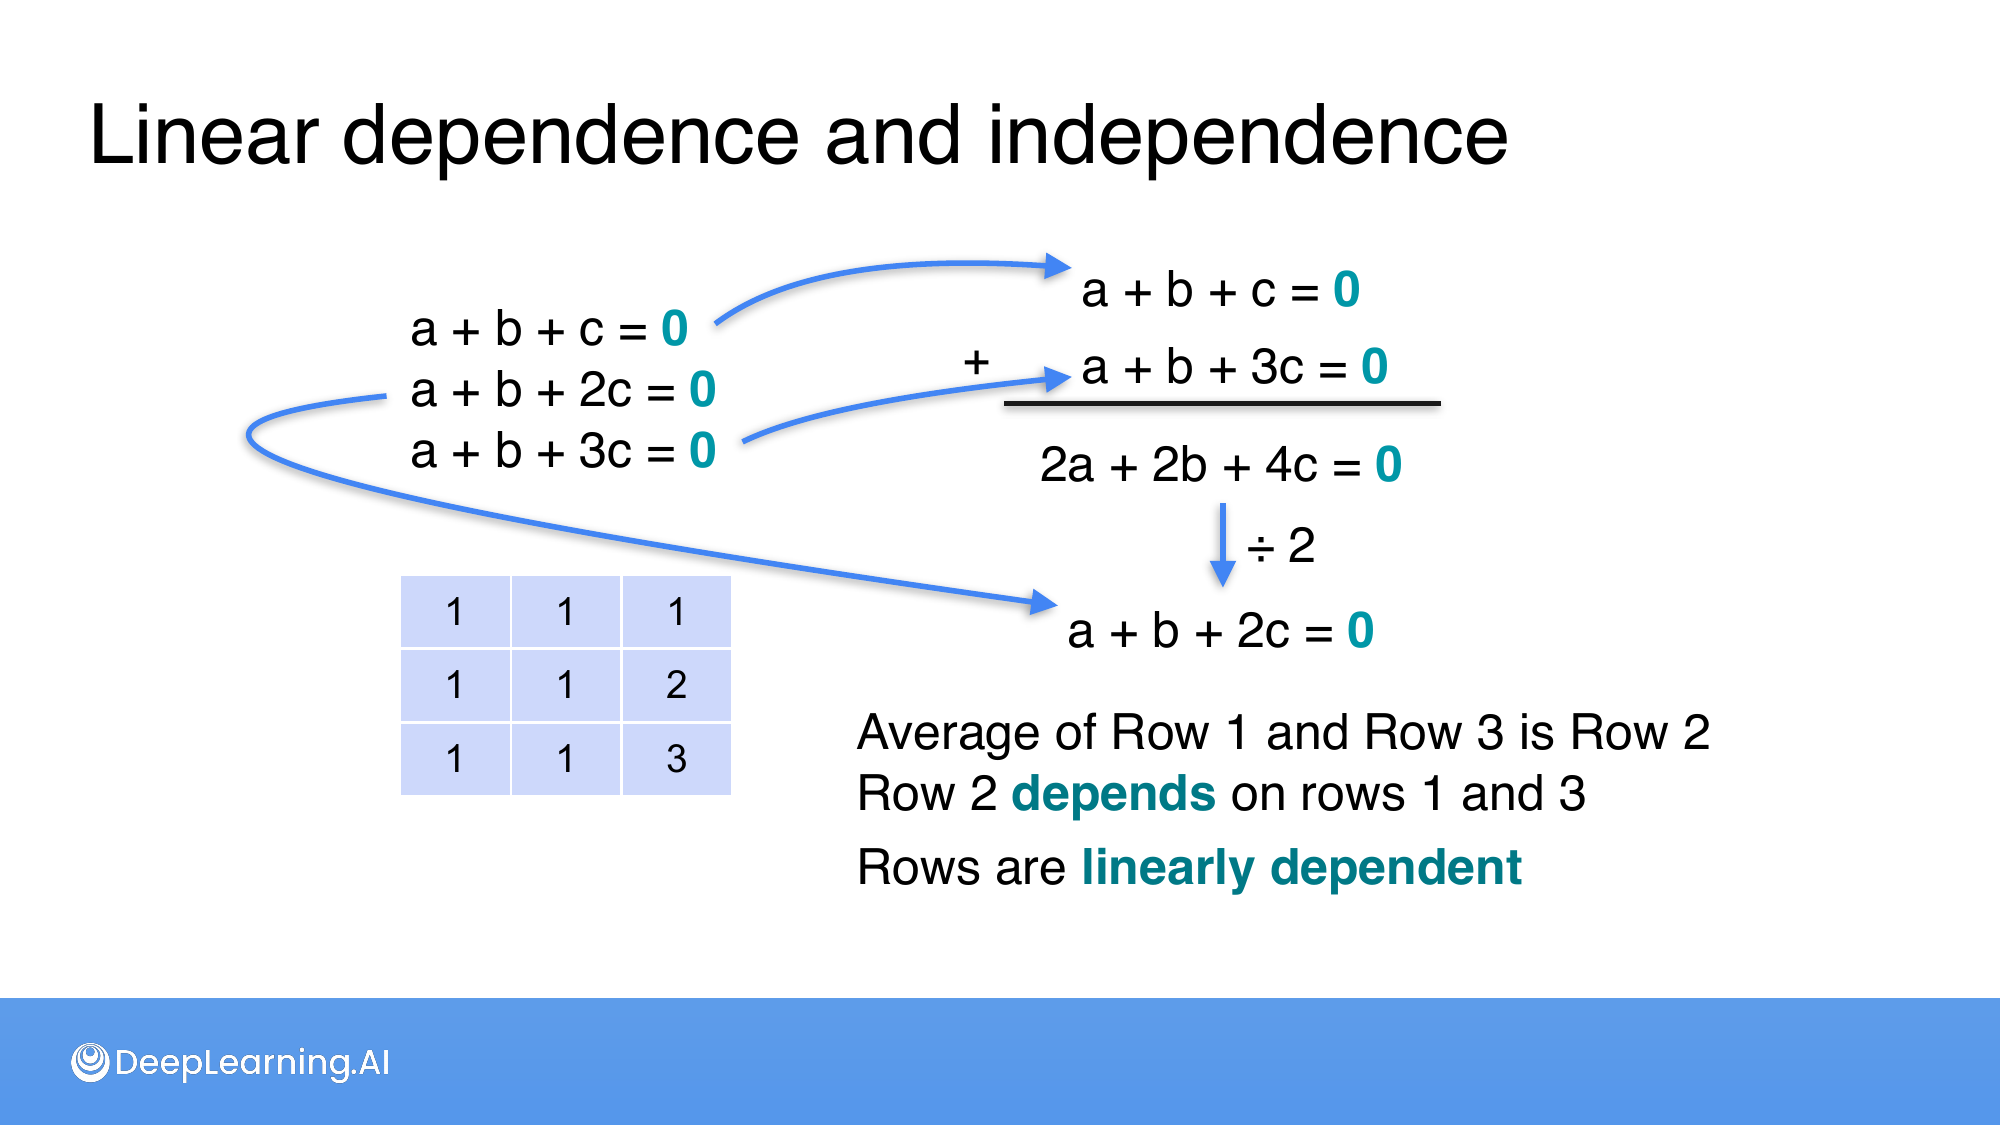 Linear dependence and independence
a + b + c = 0
a + b + 2c = 0
a + b + 3c = 0
a + b + c = 0
+ a + b + 3c = 0
2a + 2b + 4c = 0
÷ 2
a + b + 2c = 0
1 1 1
1 1 2
1 1 3
Average of Row 1 and Row 3 is Row 2
Row 2 depends on rows 1 and 3
Rows are linearly dependent
DeepLearning.AI